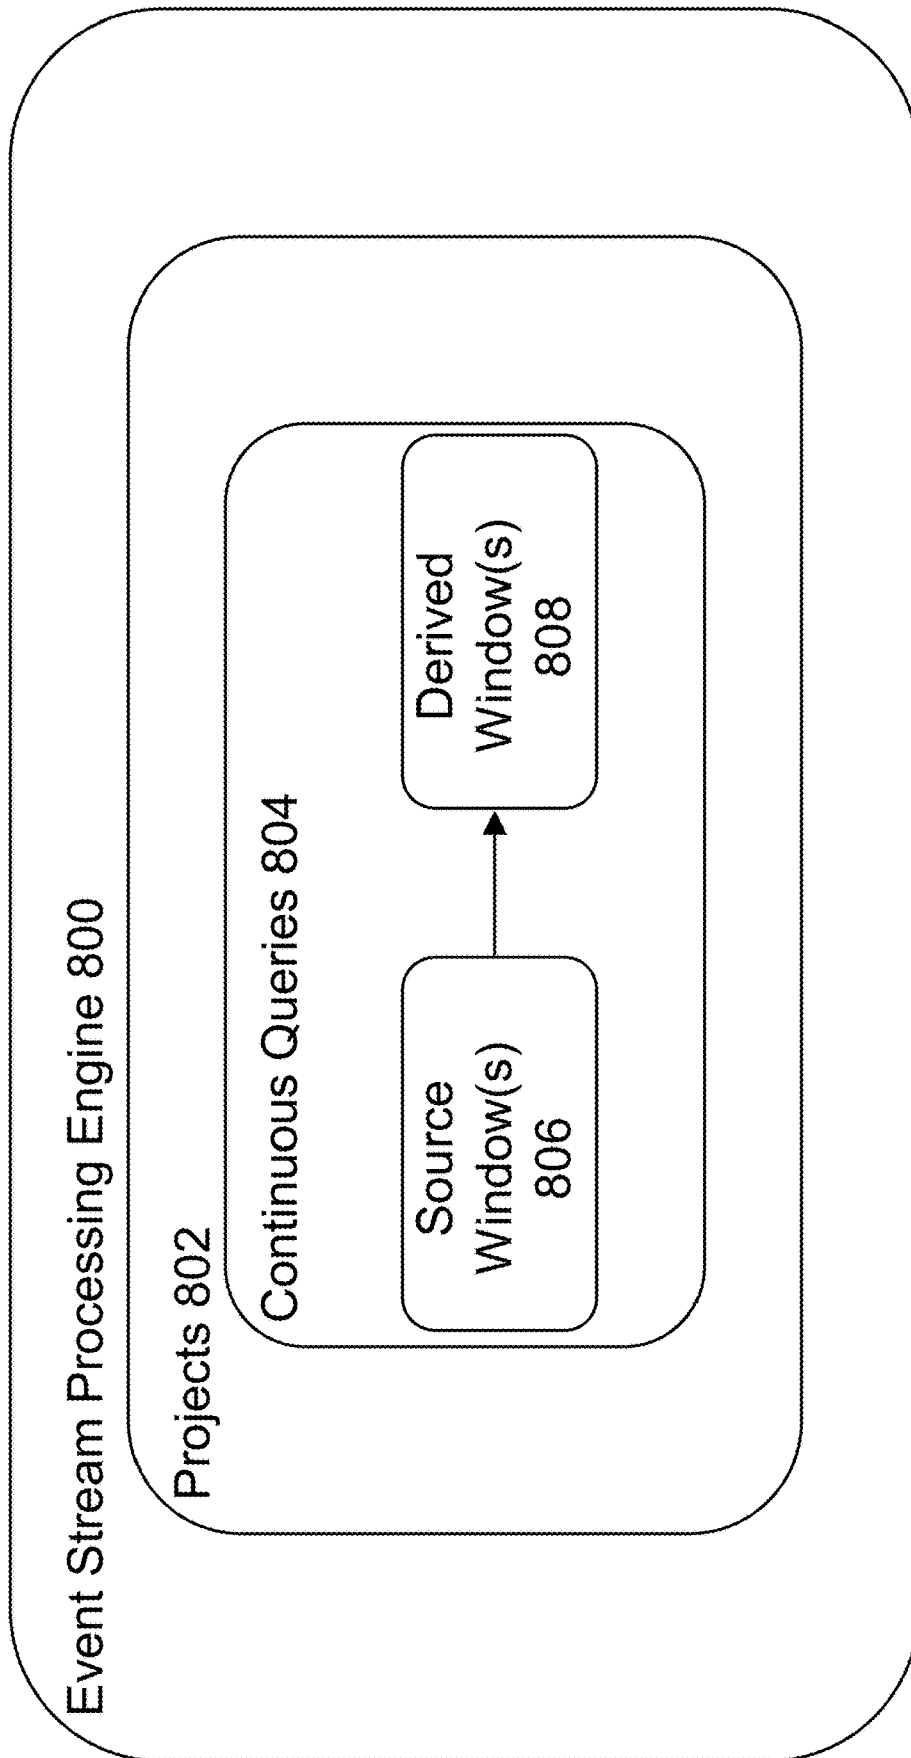 Event Stream Processing Engine 800
Projects 802
Continuous Queries 804
Source
Window(s)
806
Derived
Window(s)
808